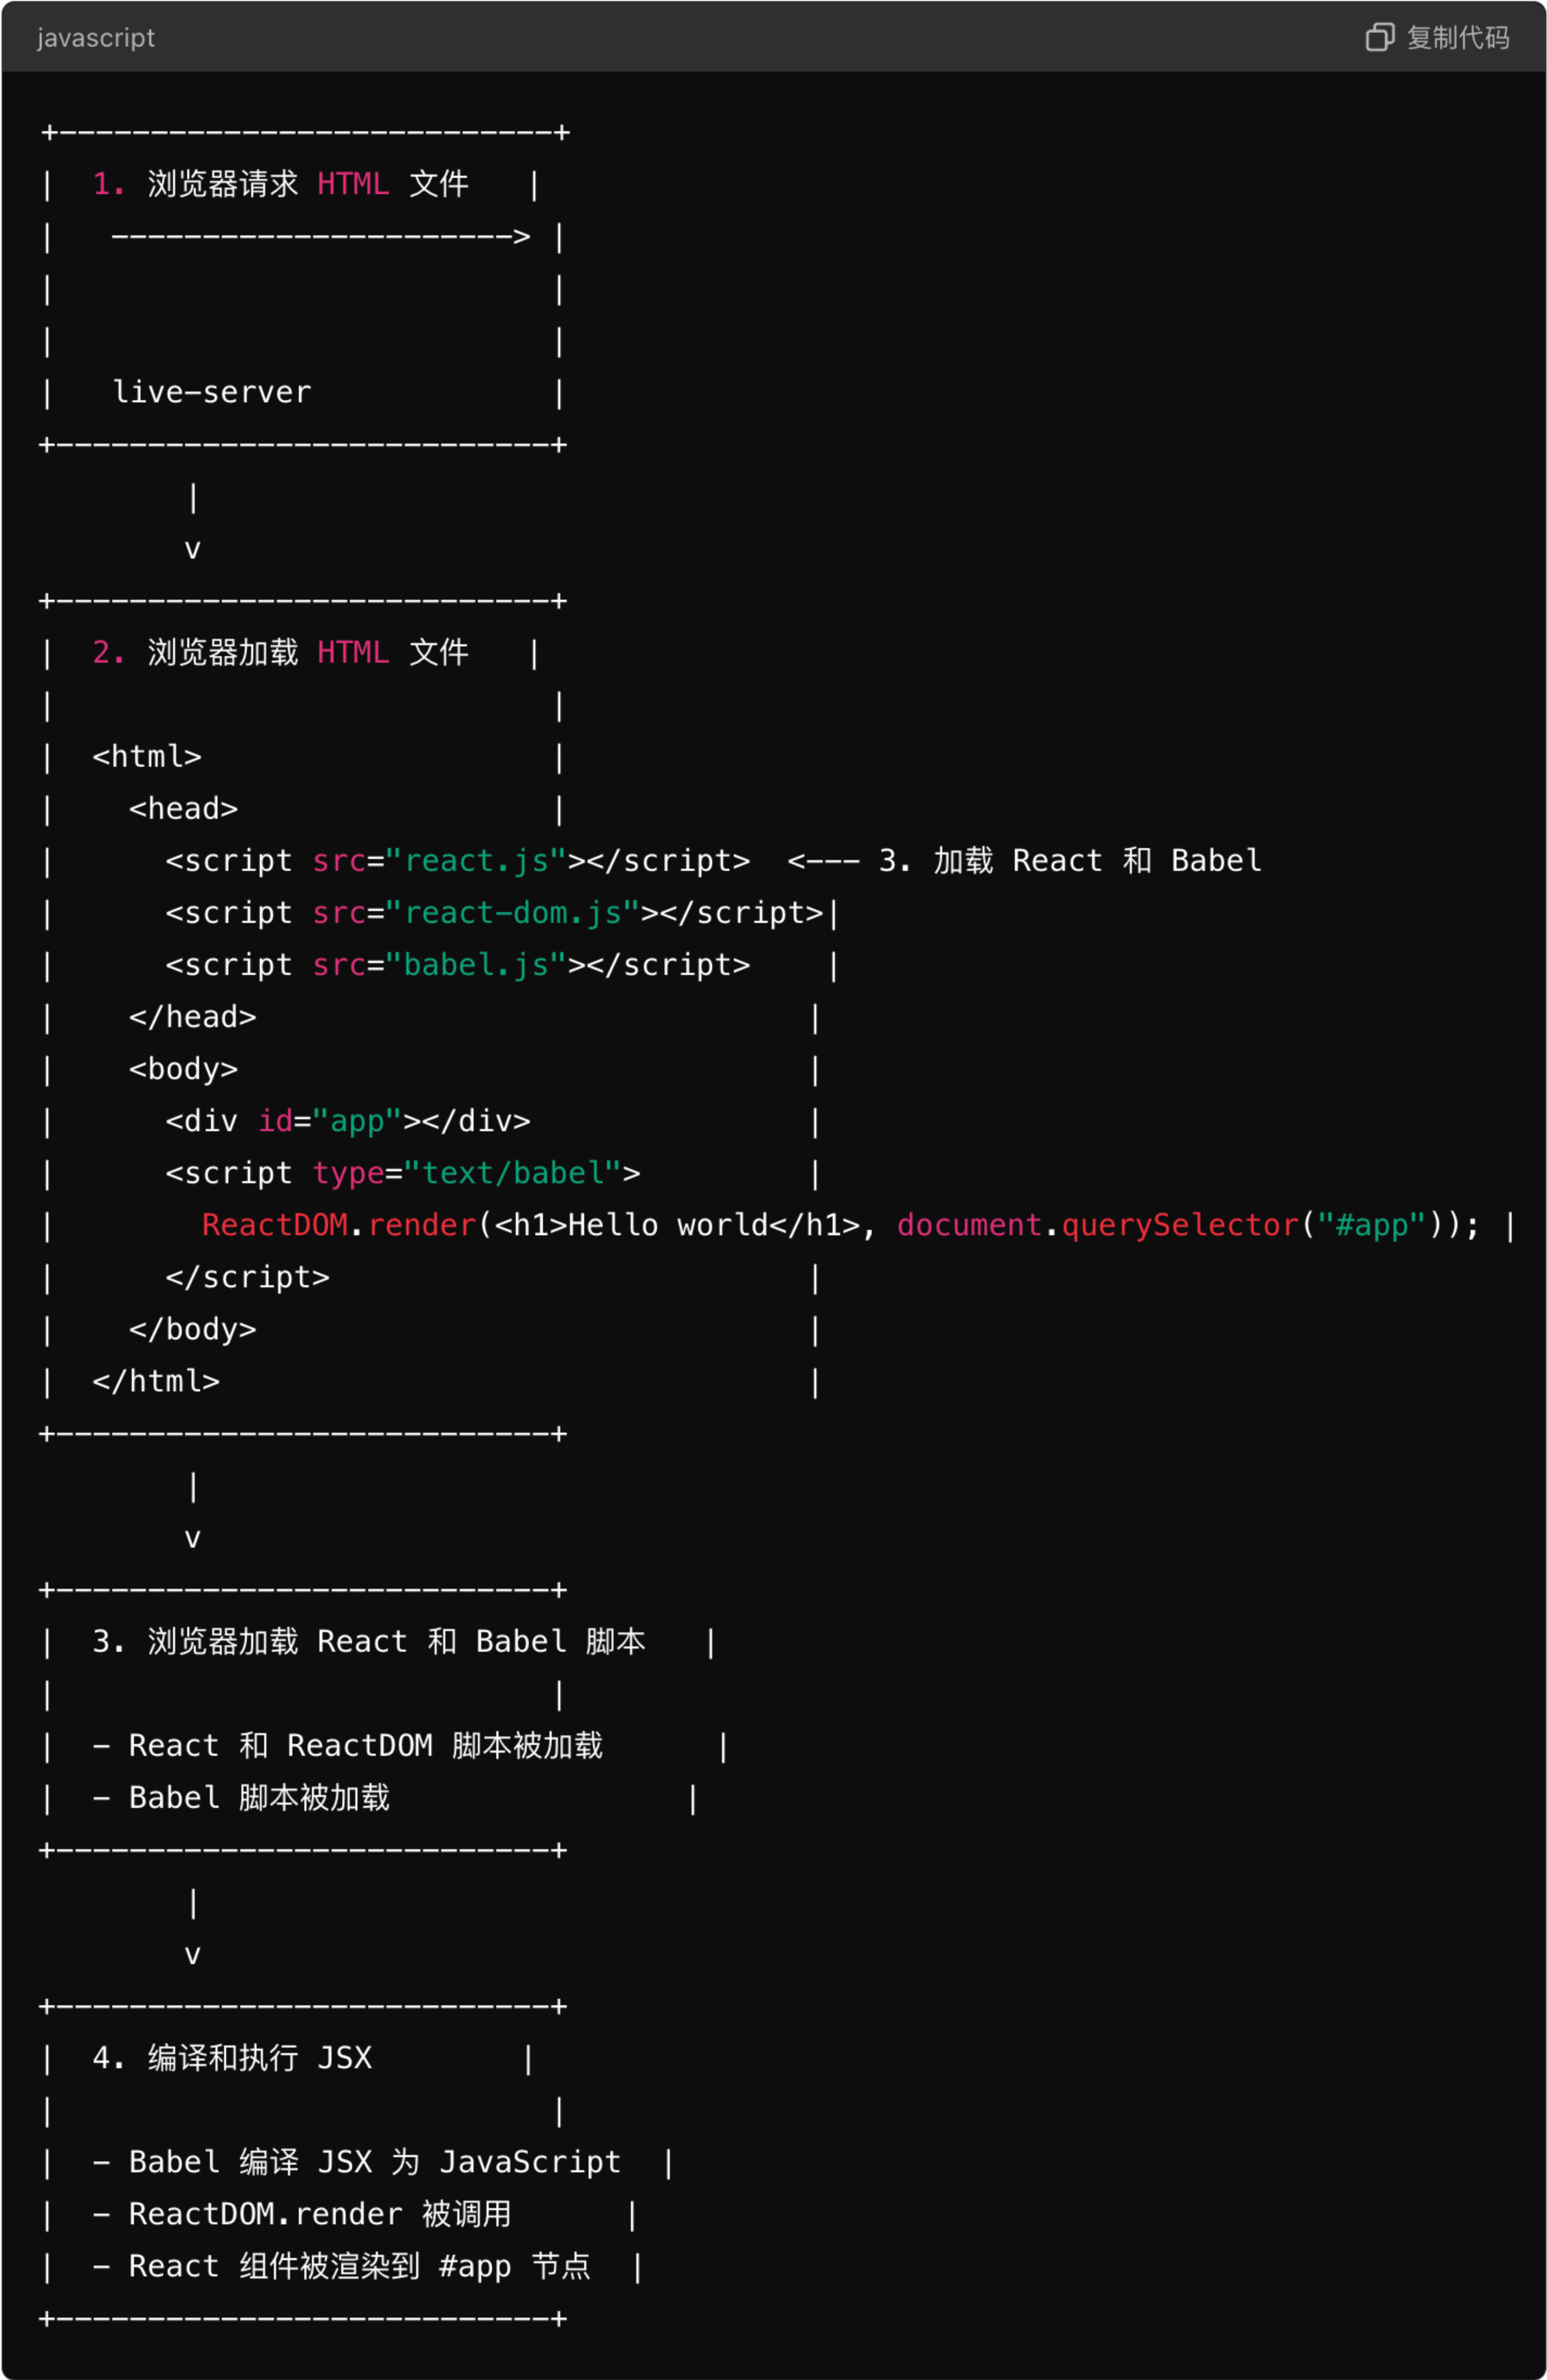 javascript 复制代码
+---------------------------+
|  1. 浏览器请求 HTML 文件   |
|   ----------------------> |
|                           |
|                           |
|   live-server             |
+---------------------------+
        |
        v
+---------------------------+
|  2. 浏览器加载 HTML 文件   |
|                           |
|  <html>                   |
|    <head>                 |
|      <script src="react.js"></script>  <--- 3. 加载 React 和 Babel
|      <script src="react-dom.js"></script>|
|      <script src="babel.js"></script>    |
|    </head>                              |
|    <body>                               |
|      <div id="app"></div>               |
|      <script type="text/babel">         |
|        ReactDOM.render(<h1>Hello world</h1>, document.querySelector("#app")); |
|      </script>                          |
|    </body>                              |
|  </html>                                |
+---------------------------+
        |
        v
+---------------------------+
|  3. 浏览器加载 React 和 Babel 脚本   |
|                           |
|  - React 和 ReactDOM 脚本被加载      |
|  - Babel 脚本被加载                |
+---------------------------+
        |
        v
+---------------------------+
|  4. 编译和执行 JSX        |
|                           |
|  - Babel 编译 JSX 为 JavaScript  |
|  - ReactDOM.render 被调用      |
|  - React 组件被渲染到 #app 节点  |
+---------------------------+